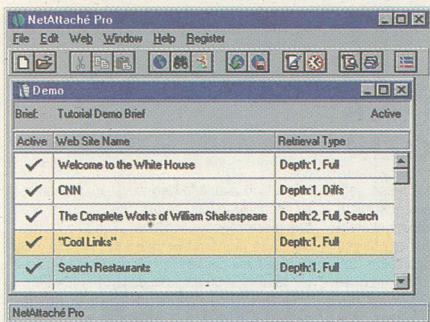 NetAttaché Pro
File Edit Web Window Help Register
Demo
Brief: Tutorial Demo Brief Active
Active Web Site Name Retrieval Type
Welcome to the White House Depth:1, Full
CNN Depth:1, Diffs
The Complete Works of William Shakespeare Depth:2, Full, Search
"Cool Links" Depth:1, Full
Search Restaurants Depth:1, Full
NetAttaché Pro